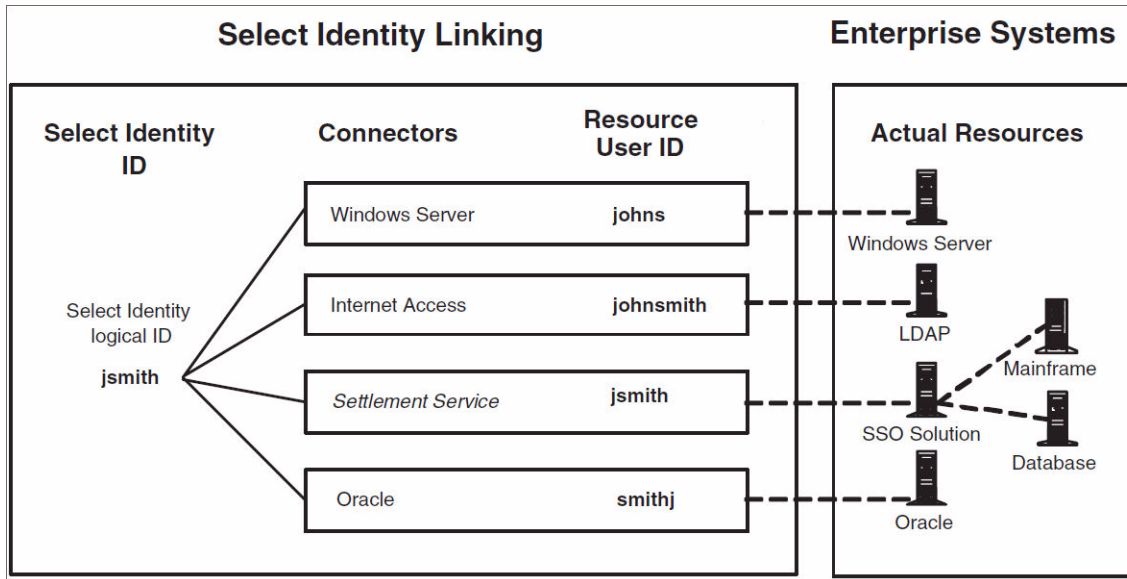 Select Identity Linking
Enterprise Systems
Select Identity
ID
Connectors
Resource
User ID
Actual Resources
Windows Server
johns
Windows Server
Internet Access
johnsmith
LDAP
Select Identity
logical ID
jsmith
Settlement Service
jsmith
SSO Solution
Mainframe
Database
Oracle
smithj
Oracle